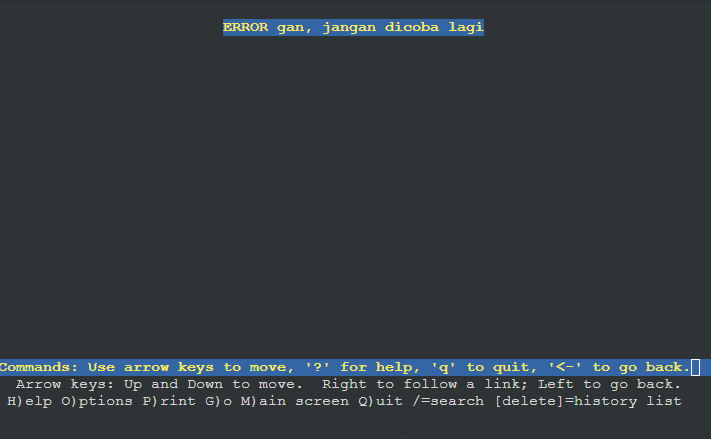 ERROR gan, jangan dicoba lagi
Commands: Use arrow keys to move, '?' for help, 'q' to quit, '<-' to go back.
Arrow keys: Up and Down to move.  Right to follow a link; Left to go back.
H)elp O)ptions P)rint G)o M)ain screen Q)uit /=search [delete]=history list